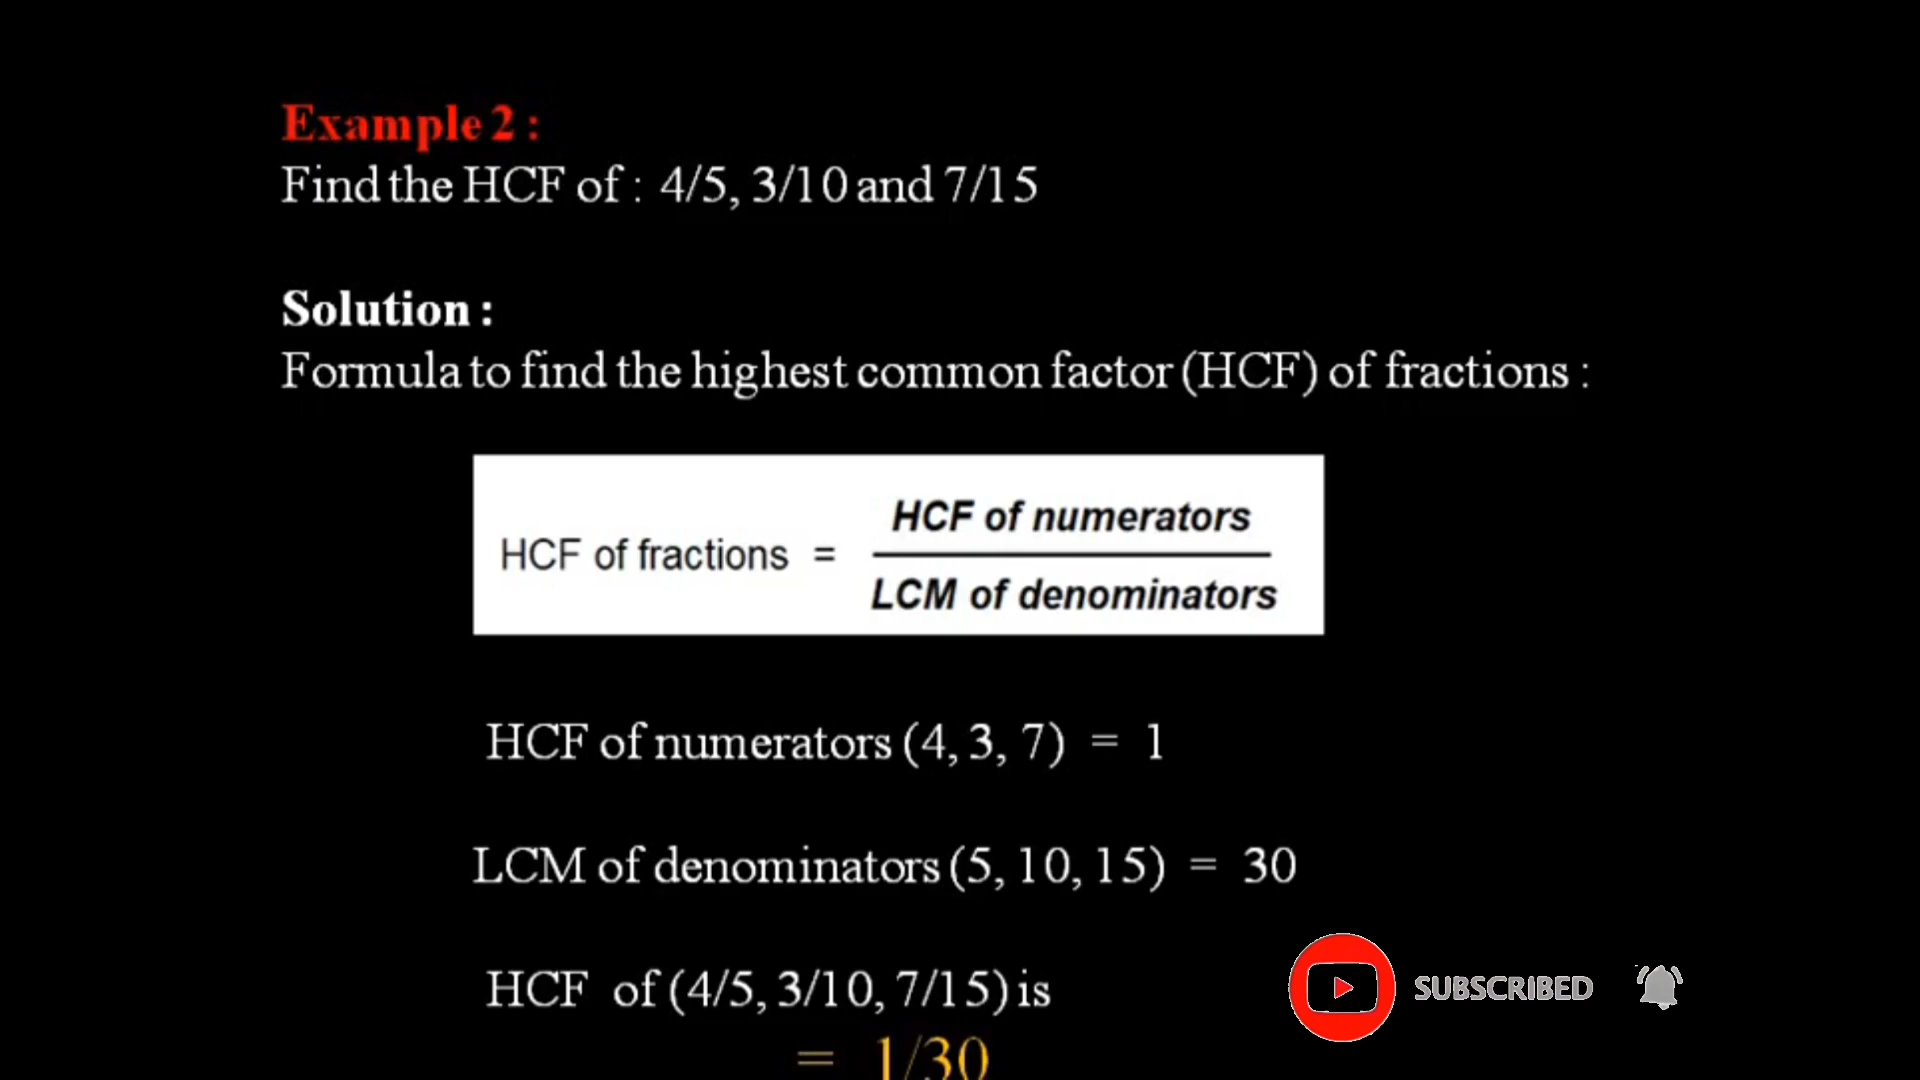 Example 2 :
Find the HCF of : 4/5, 3/10 and 7/15
Solution :
Formula to find the highest common factor (HCF) of fractions :
HCF of numerators
HCF of fractions =
LCM of denominators
HCF of numerators (4, 3, 7) = 1
LCM of denominators (5, 10, 15) = 30
HCF of (4/5, 3/10, 7/15) is
SUBSCRIBED
= 1/30